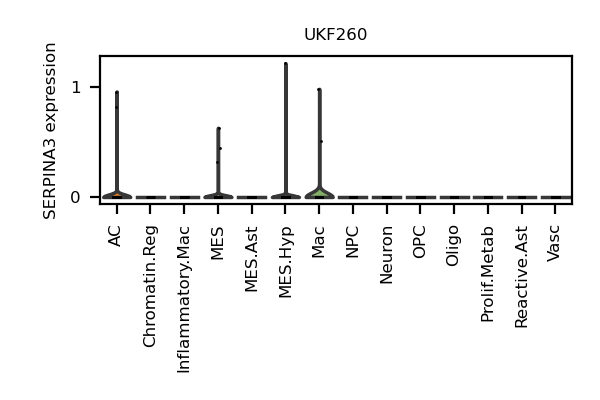 UKF260
SERPINA3 expression
1
0
AC
Chromatin.Reg
Inflammatory.Mac
MES
MES.Ast
MES.Hyp
Mac
NPC
Neuron
OPC
Oligo
Prolif.Metab
Reactive.Ast
Vasc